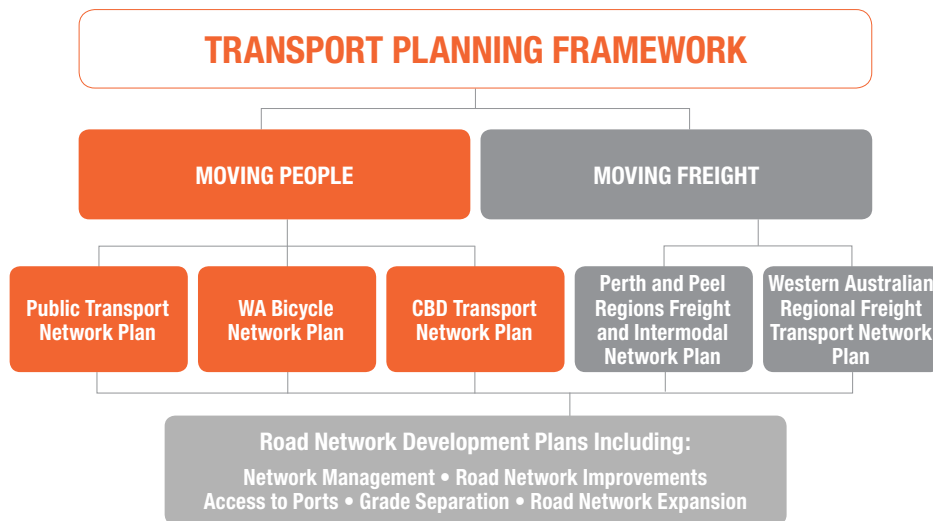 TRANSPORT PLANNING FRAMEWORK
MOVING PEOPLE
MOVING FREIGHT
Public Transport
Network Plan
WA Bicycle
Network Plan
CBD Transport
Network Plan
Perth and Peel
Regions Freight
and Intermodal
Network Plan
Western Australian
Regional Freight
Transport Network
Plan
Road Network Development Plans Including:
Network Management • Road Network Improvements
Access to Ports • Grade Separation • Road Network Expansion